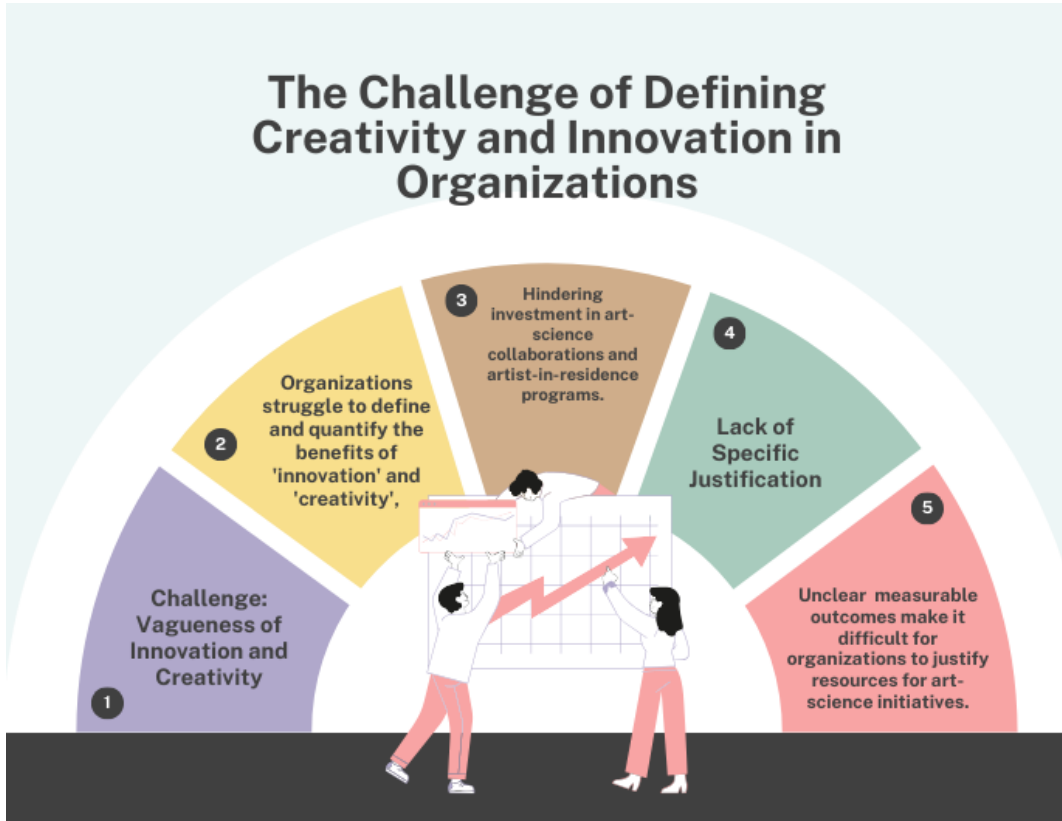 The Challenge of Defining
Creativity and Innovation in
Organizations
1
Challenge:
Vagueness of
Innovation and
Creativity
2
Organizations
struggle to define
and quantify the
benefits of
'innovation' and
'creativity',
3
Hindering
investment in art-
science
collaborations and
artist-in-residence
programs.
4
Lack of
Specific
Justification
5
Unclear measurable
outcomes make it
difficult for
organizations to justify
resources for art-
science initiatives.